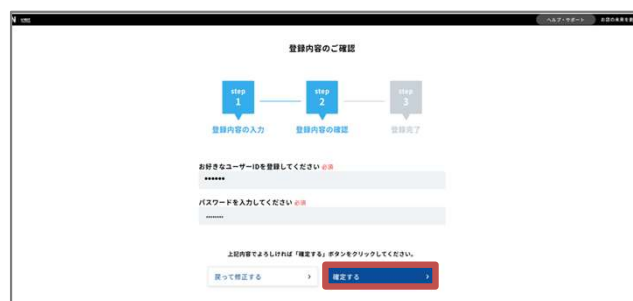 ヘルプ・サポート
登録内容のご確認
step
1
step
2
step
3
登録内容の入力
登録内容の確認
登録完了
お好きなユーザーIDを登録してください 必須
••••••
パスワードを入力してください 必須
••••••••
上記内容でよろしければ「確定する」ボタンをクリックしてください。
戻って修正する
確定する